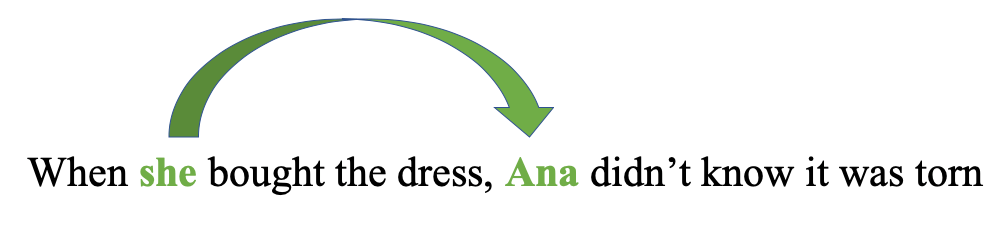 When she bought the dress, Ana didn’t know it was torn